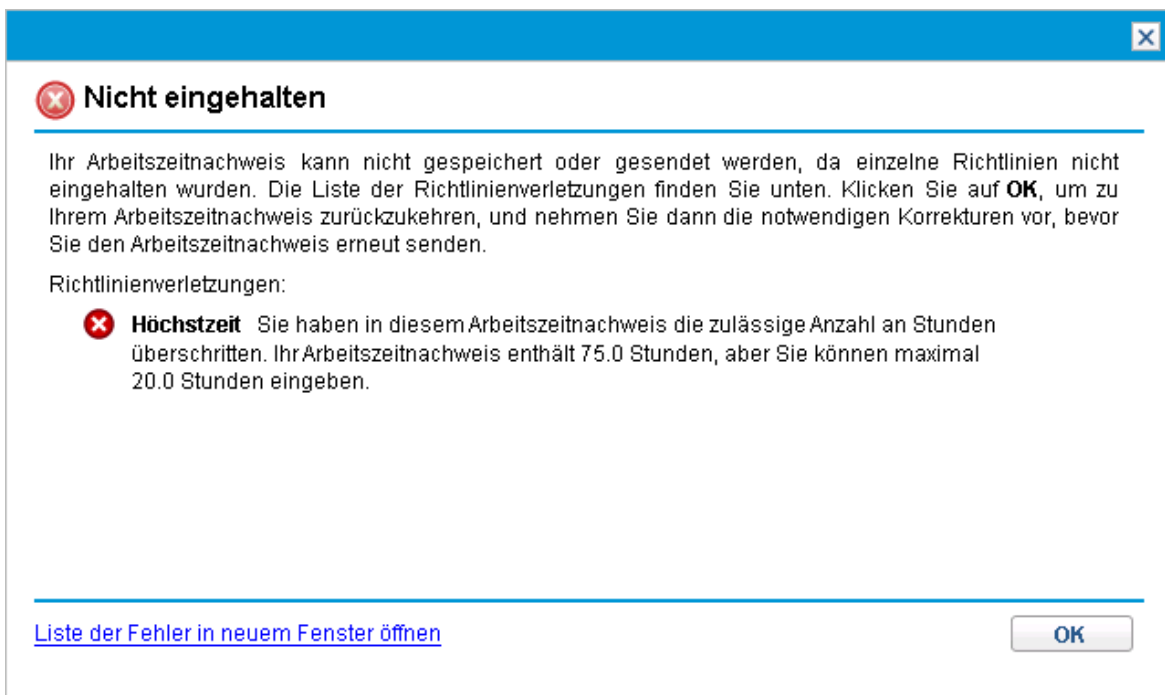 Nicht eingehalten
Ihr Arbeitszeitnachweis kann nicht gespeichert oder gesendet werden, da einzelne Richtlinien nicht
eingehalten wurden. Die Liste der Richtlinienverletzungen finden Sie unten. Klicken Sie auf OK, um zu
Ihrem Arbeitszeitnachweis zurückzukehren, und nehmen Sie dann die notwendigen Korrekturen vor, bevor
Sie den Arbeitszeitnachweis erneut senden.
Richtlinienverletzungen:
Höchstzeit Sie haben in diesem Arbeitszeitnachweis die zulässige Anzahl an Stunden
überschritten. Ihr Arbeitszeitnachweis enthält 75.0 Stunden, aber Sie können maximal
20.0 Stunden eingeben.
Liste der Fehler in neuem Fenster öffnen
OK